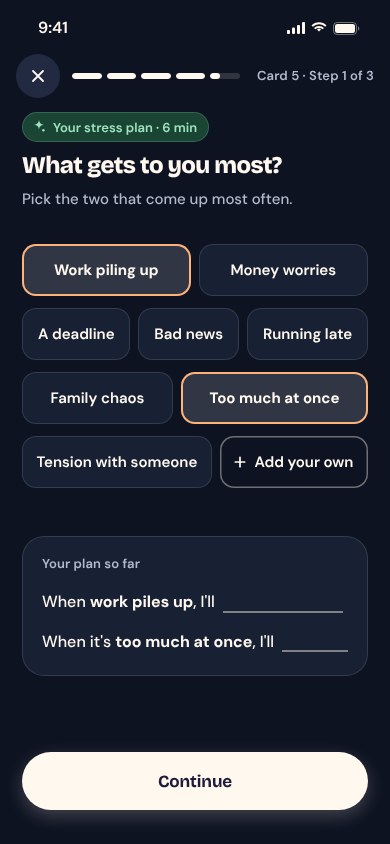 9:41
Card 5 · Step 1 of 3
Your stress plan · 6 min
What gets to you most?
Pick the two that come up most often.
Work piling up
Money worries
A deadline
Bad news
Running late
Family chaos
Too much at once
Tension with someone
+ Add your own
Your plan so far
When work piles up, I'll
When it's too much at once, I'll
Continue